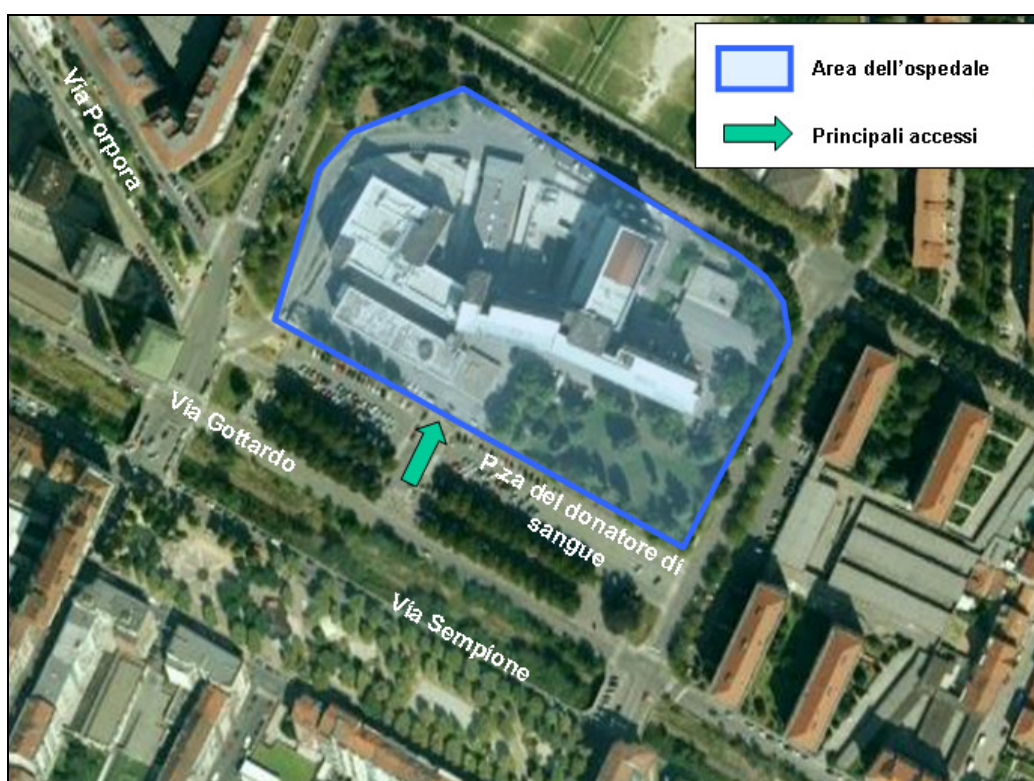 Area dell'ospedale
Principali accessi
Via Porpora
Via Gottardo
P.za del donatore di
sangue
Via Sempione